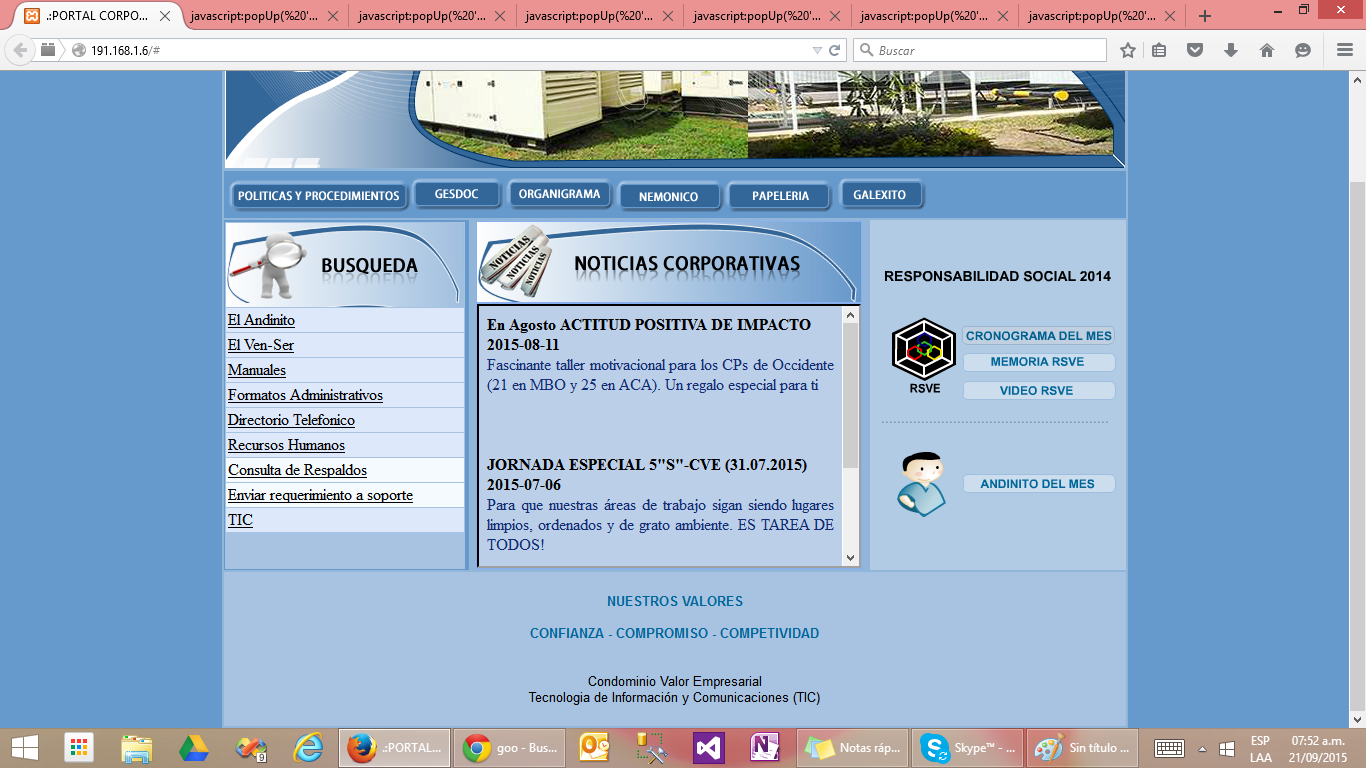 .:PORTAL CORPO...
javascript:popUp(%20'...
javascript:popUp(%20'...
javascript:popUp(%20'...
javascript:popUp(%20'...
javascript:popUp(%20'...
javascript:popUp(%20'...
191.168.1.6/#
Buscar
POLITICAS Y PROCEDIMIENTOS
GESDOC
ORGANIGRAMA
NEMONICO
PAPELERIA
GALEXITO
BUSQUEDA
El Andinito
El Ven-Ser
Manuales
Formatos Administrativos
Directorio Telefonico
Recursos Humanos
Consulta de Respaldos
Enviar requerimiento a soporte
TIC
NOTICIAS
NOTICIAS
NOTICIAS
NOTICIAS CORPORATIVAS
En Agosto ACTITUD POSITIVA DE IMPACTO
2015-08-11
Fascinante taller motivacional para los CPs de Occidente
(21 en MBO y 25 en ACA). Un regalo especial para ti
JORNADA ESPECIAL 5"S"-CVE (31.07.2015)
2015-07-06
Para que nuestras áreas de trabajo sigan siendo lugares
limpios, ordenados y de grato ambiente. ES TAREA DE
TODOS!
RESPONSABILIDAD SOCIAL 2014
RSVE
CRONOGRAMA DEL MES
MEMORIA RSVE
VIDEO RSVE
ANDINITO DEL MES
NUESTROS VALORES
CONFIANZA - COMPROMISO - COMPETIVIDAD
Condominio Valor Empresarial
Tecnologia de Información y Comunicaciones (TIC)
9
.:PORTAL...
goo - Bus...
Notas ráp...
Skype™ - ...
Sin título ...
ESP
LAA
07:52 a.m.
21/09/2015